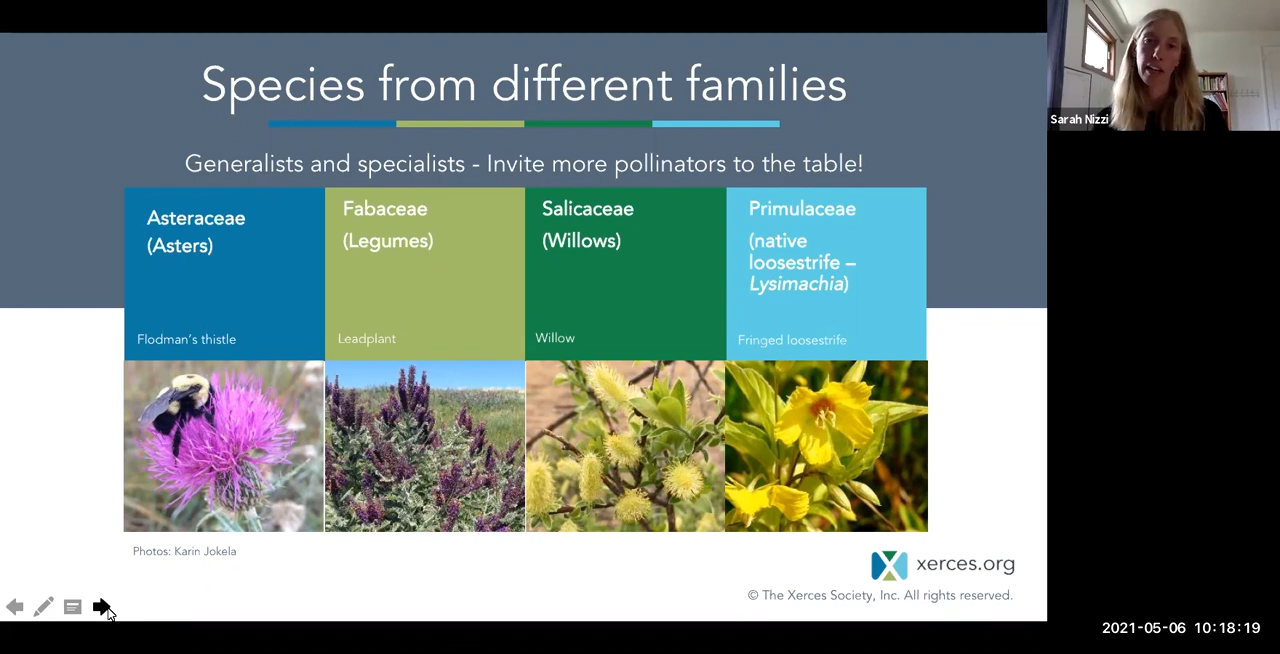 Species from different families
Generalists and specialists - Invite more pollinators to the table!
Asteraceae
(Asters)
Flodman's thistle
Fabaceae
(Legumes)
Leadplant
Salicaceae
(Willows)
Willow
Primulaceae
(native
loosestrife –
Lysimachia)
Fringed loosestrife
Photos: Karin Jokela
xerces.org
© The Xerces Society, Inc. All rights reserved.
Sarah Nizzi
2021-05-06 10:18:19